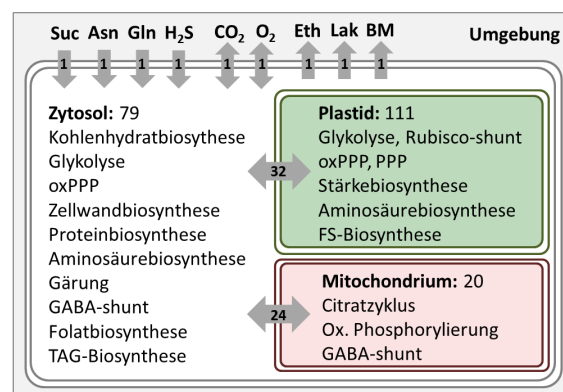 Suc Asn Gln H₂S CO₂ O₂ Eth Lak BM Umgebung
1 1 1 1 1 1 1 1 1
Zytosol: 79
Kohlenhydratbiosythese
Glykolyse
oxPPP
Zellwandbiosynthese
Proteinbiosynthese
Aminosäurebiosynthese
Gärung
GABA-shunt
Folatbiosynthese
TAG-Biosynthese
32
Plastid: 111
Glykolyse, Rubisco-shunt
oxPPP, PPP
Stärkebiosynthese
Aminosäurebiosynthese
FS-Biosynthese
24
Mitochondrium: 20
Citratzyklus
Ox. Phosphorylierung
GABA-shunt